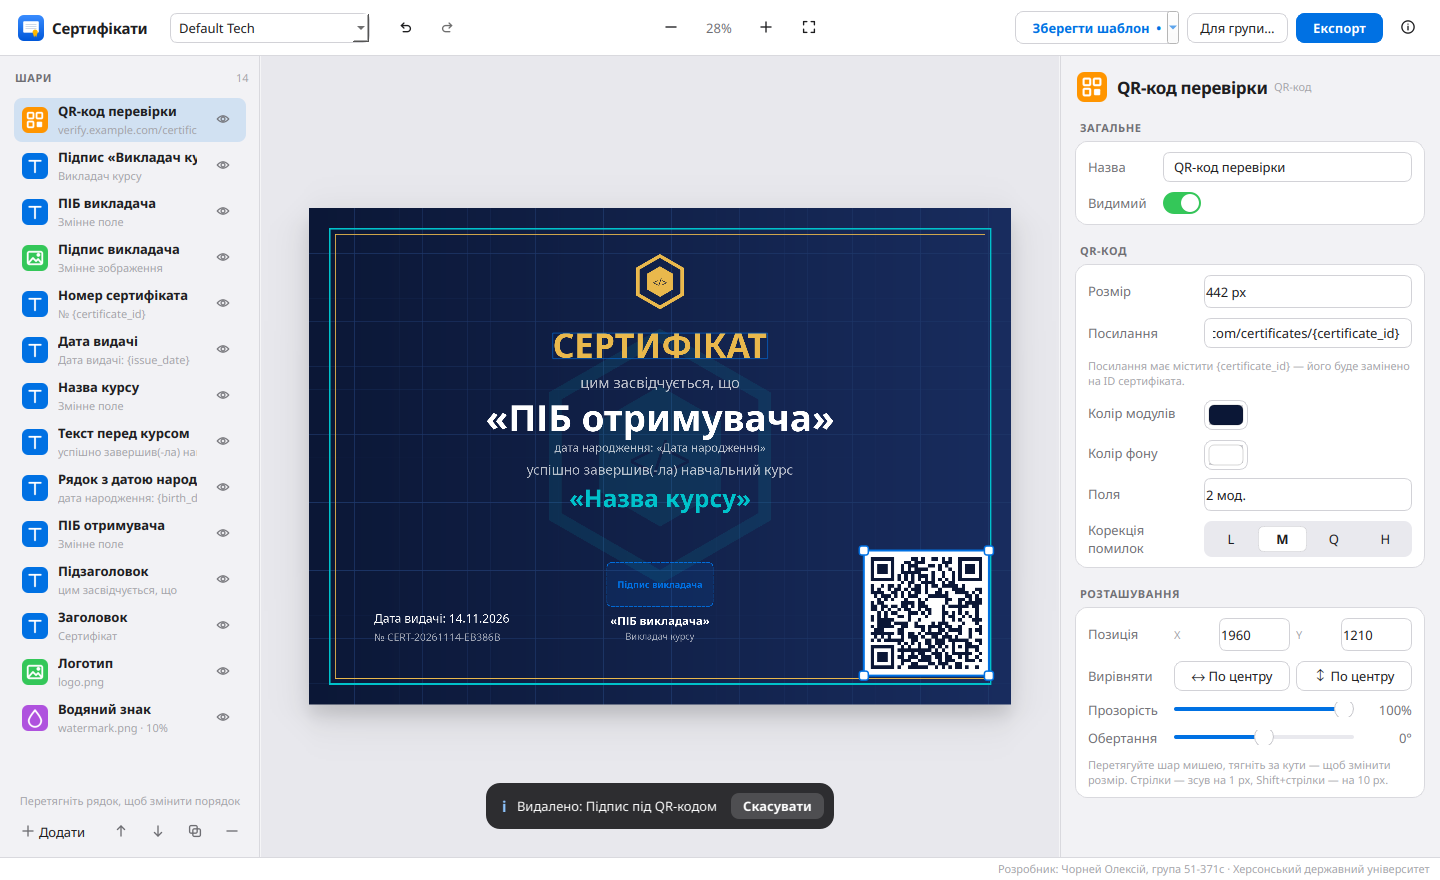 Сертифікати
Default Tech
28%
Зберегти шаблон •
Для групи...
Експорт
ШАРИ
14
QR-код перевірки
verify.example.com/certific
Підпис «Викладач ку
Викладач курсу
ПІБ викладача
Змінне поле
Підпис викладача
Змінне зображення
Номер сертифіката
№ {certificate_id}
Дата видачі
Дата видачі: {issue_date}
Назва курсу
Змінне поле
Текст перед курсом
успішно завершив(-ла) на
Рядок з датою народ
дата народження: {birth_d
ПІБ отримувача
Змінне поле
Підзаголовок
цим засвідчується, що
Заголовок
Сертифікат
Логотип
logo.png
Водяний знак
watermark.png · 10%
Перетягніть рядок, щоб змінити порядок
Додати
</>
СЕРТИФІКАТ
цим засвідчується, що
«ПІБ отримувача»
дата народження: «Дата народження»
успішно завершив(-ла) навчальний курс
«Назва курсу»
Підпис викладача
«ПІБ викладача»
Викладач курсу
Дата видачі: 14.11.2026
№ CERT-20261114-EB386B
Видалено: Підпис під QR-кодом
Скасувати
QR-код перевірки QR-код
ЗАГАЛЬНЕ
Назва
QR-код перевірки
Видимий
QR-КОД
Розмір
442 px
Посилання
com/certificates/{certificate_id}
Посилання має містити {certificate_id} — його буде замінено
на ID сертифіката.
Колір модулів
Колір фону
Поля
2 мод.
Корекція
помилок
L M Q H
РОЗТАШУВАННЯ
Позиція
X 1960 Y 1210
Вирівняти
↔ По центру
↕ По центру
Прозорість
100%
Обертання
0°
Перетягуйте шар мишею, тягніть за кути — щоб змінити
розмір. Стрілки — зсув на 1 px, Shift+стрілки — на 10 px.
Розробник: Чорней Олексій, група 51-371с · Херсонський державний університет